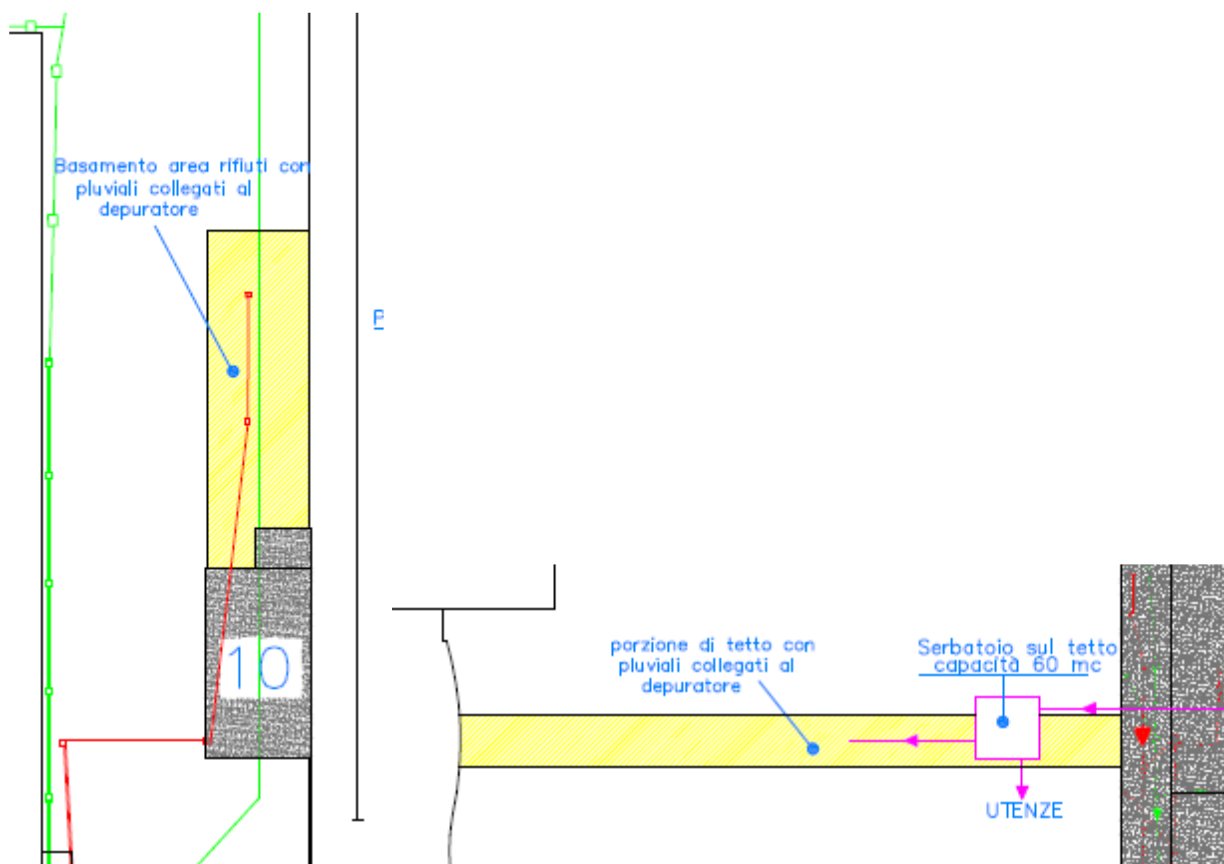 Basamento area rifiuti con
pluviali collegati al
depuratore
P
10
porzione di tetto con
pluviali collegati al
depuratore
Serbatoio sul tetto
capacità 60 mc
UTENZE